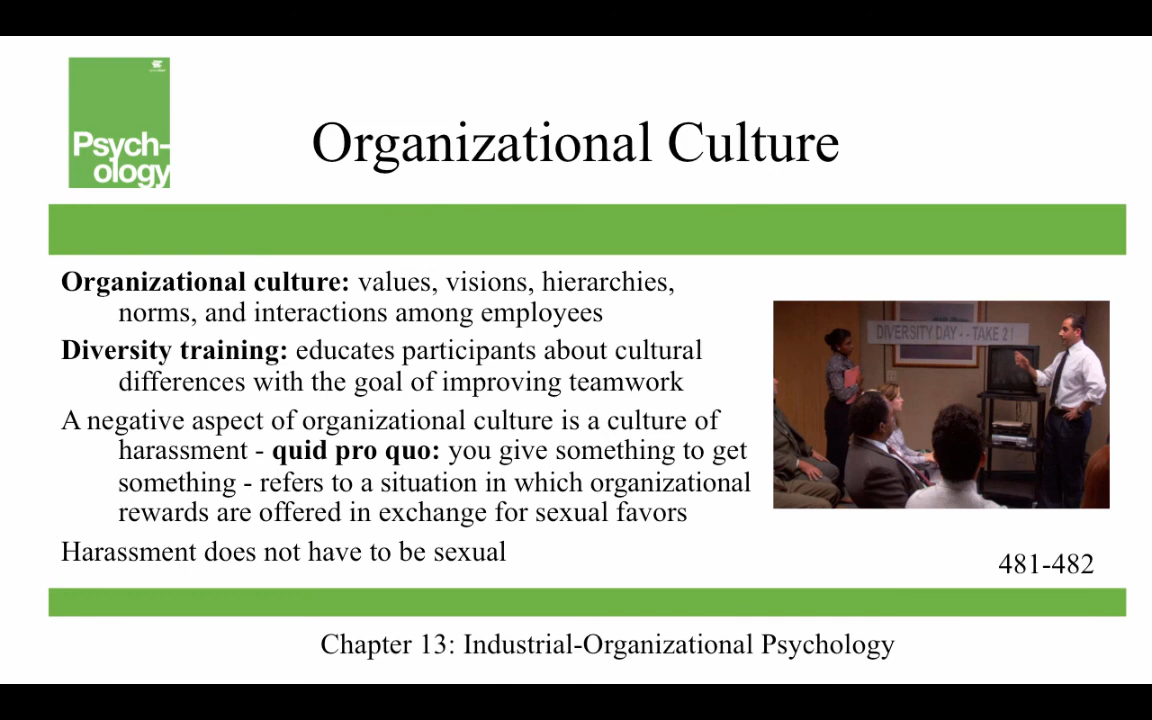 Psych-
ology
Organizational Culture
Organizational culture: values, visions, hierarchies,
norms, and interactions among employees
Diversity training: educates participants about cultural
differences with the goal of improving teamwork
A negative aspect of organizational culture is a culture of
harassment - quid pro quo: you give something to get
something - refers to a situation in which organizational
rewards are offered in exchange for sexual favors
Harassment does not have to be sexual
DIVERSITY DAY - - TAKE 2!
481-482
Chapter 13: Industrial-Organizational Psychology